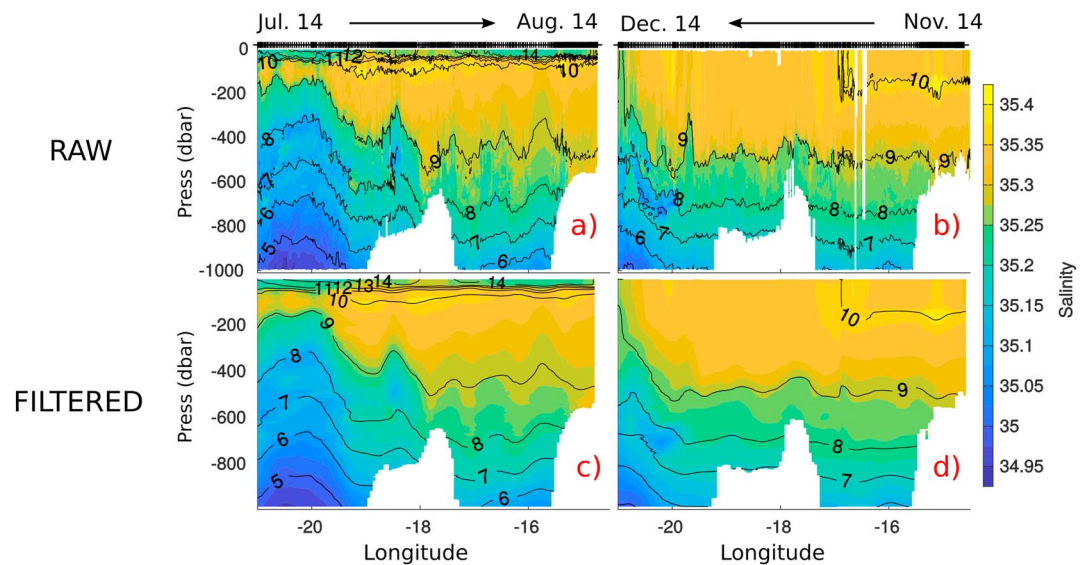 Jul. 14 Aug. 14 Dec. 14 Nov. 14
RAW
Press (dbar)
0
-200
-400
-600
-800
-1000
10 11 12 14 10
8 9
7 8
6 7
5 6
a)
10
9 9 9
8 8
7 6 7
b)
FILTERED
Press (dbar)
-200
-400
-600
-800
11 12 13 14 14
10
9
8
7 8
6 7
5 6
c)
10
9
8
7
d)
-20 -18 -16
Longitude
-20 -18 -16
Longitude
35.4
35.35
35.3
35.25
35.2
35.15
35.1
35.05
35
34.95
Salinity